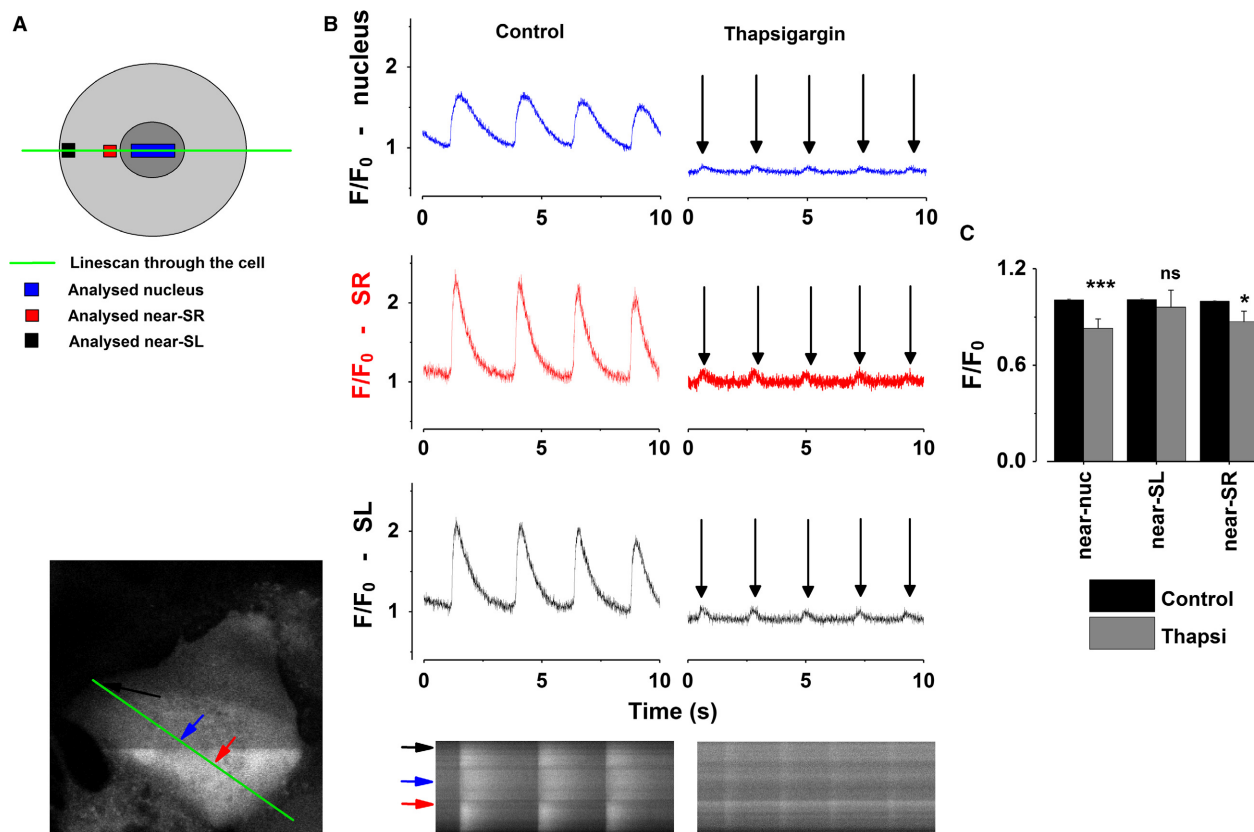 A
Linescan through the cell
Analysed nucleus
Analysed near-SR
Analysed near-SL
B
Control
Thapsigargin
F/F0 - nucleus
2
1
0
5
10
0
5
10
F/F0 - SR
2
1
0
5
10
0
5
10
F/F0 - SL
2
1
0
5
10
0
5
10
Time (s)
C
F/F0
1.2
0.6
0.0
***
ns
*
near-nuc
near-SL
near-SR
Control
Thapsi